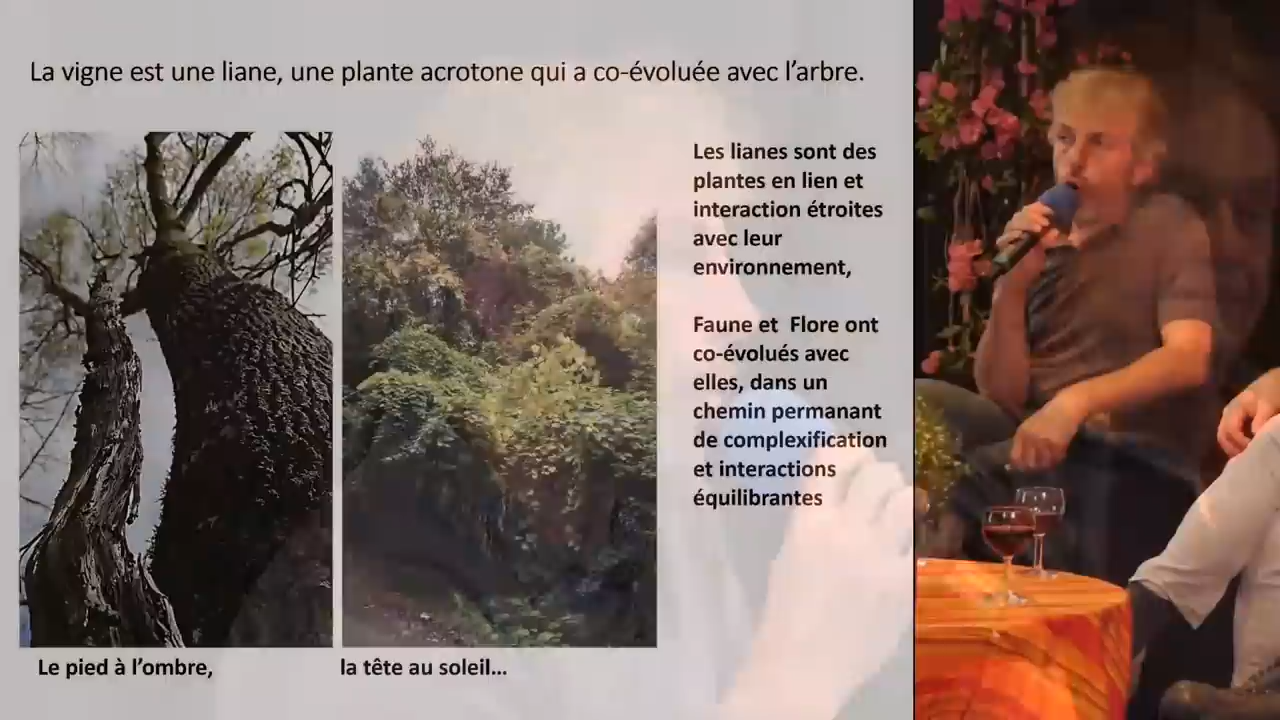 La vigne est une liane, une plante acrotone qui a co-évoluée avec l’arbre.
Les lianes sont des
plantes en lien et
interaction étroites
avec leur
environnement,
Faune et Flore ont
co-évolués avec
elles, dans un
chemin permanant
de complexification
et interactions
équilibrantes
Le pied à l’ombre,
la tête au soleil...